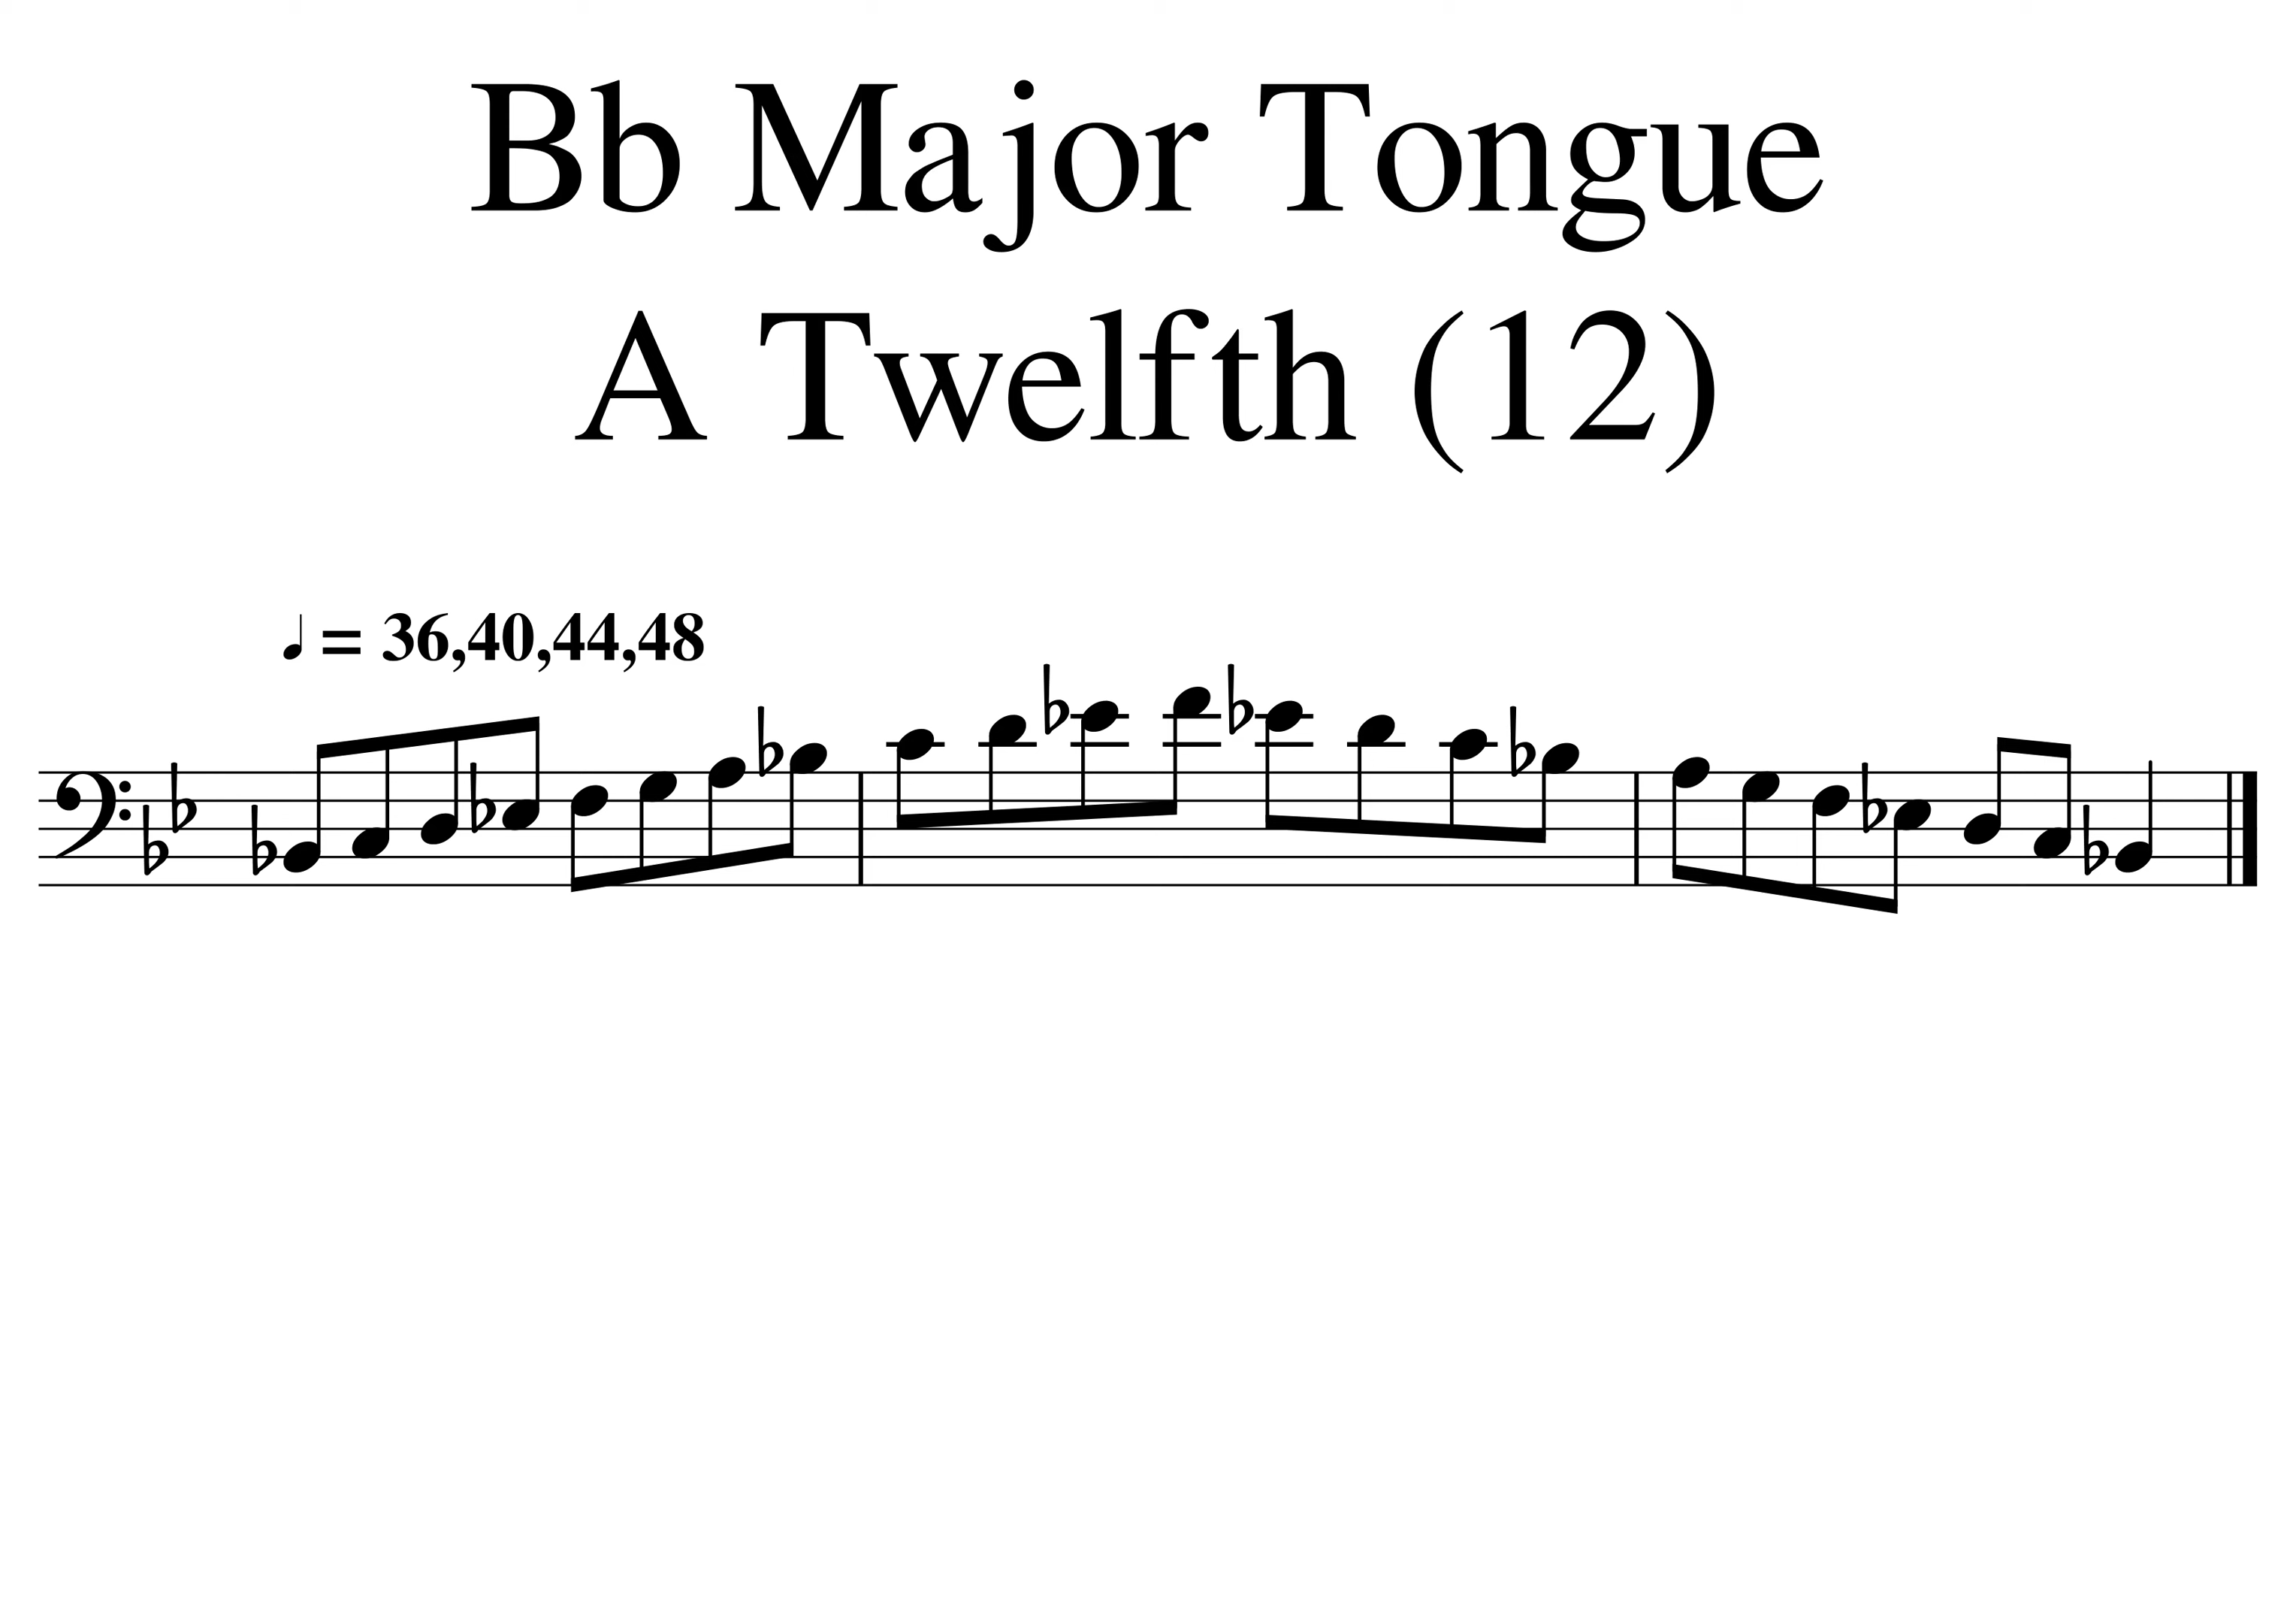 Bb Major Tongue
A Twelfth (12)
♩ = 36,40,44,48